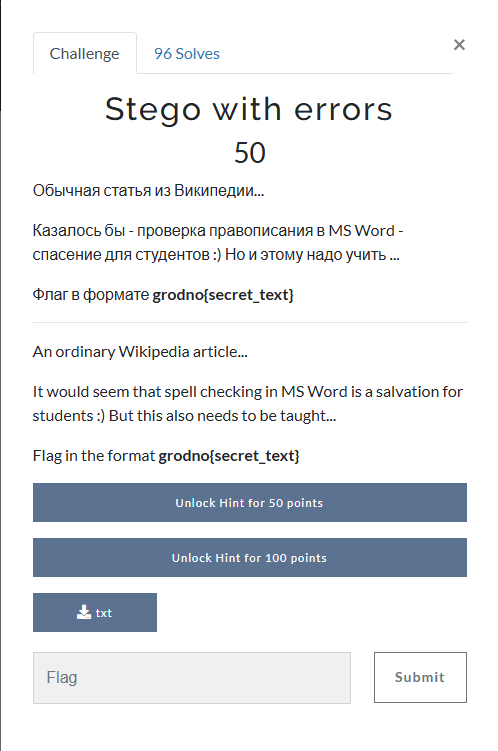 Challenge
96 Solves
×
Stego with errors
50
Обычная статья из Википедии...
Казалось бы - проверка правописания в MS Word -
спасение для студентов :) Но и этому надо учить ...
Флаг в формате grodno{secret_text}
An ordinary Wikipedia article...
It would seem that spell checking in MS Word is a salvation for
students :) But this also needs to be taught...
Flag in the format grodno{secret_text}
Unlock Hint for 50 points
Unlock Hint for 100 points
txt
Flag
Submit